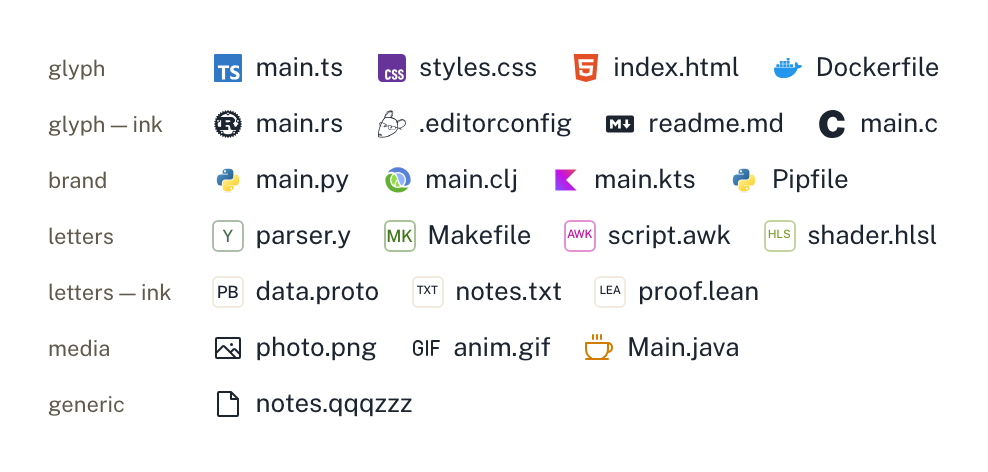 glyph TS main.ts CSS styles.css 5 index.html Dockerfile
glyph — ink R main.rs .editorconfig M main.rs readme.md C main.c
brand main.py main.clj main.kts Pipfile
letters Y parser.y MK Makefile AWK script.awk HLS shader.hlsl
letters — ink PB data.proto TXT notes.txt LEA proof.lean
media photo.png GIF anim.gif Main.java
generic notes.qqqzzz